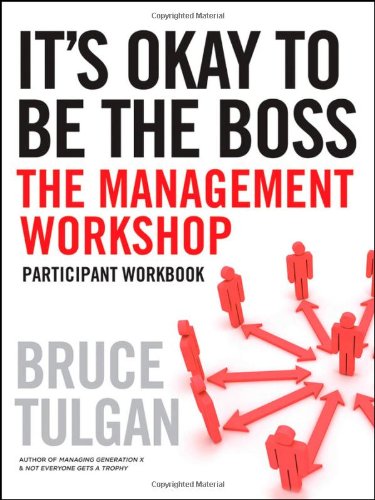 Copyrighted Material
IT'S OKAY TO
BE THE BOSS
THE MANAGEMENT
WORKSHOP
PARTICIPANT WORKBOOK
BRUCE
TULGAN
AUTHOR OF MANAGING GENERATION X
& NOT EVERYONE GETS A TROPHY
Copyrighted Material